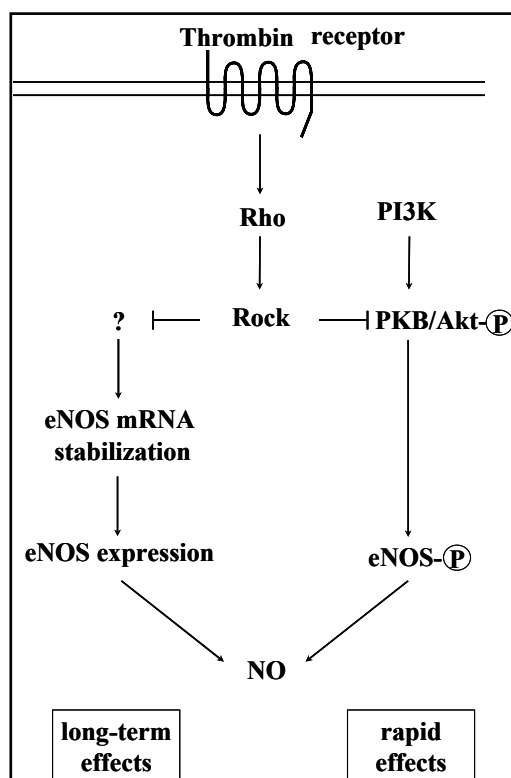 Thrombin receptor
Rho
PI3K
?
Rock
PKB/Akt-Ⓟ
eNOS mRNA
stabilization
eNOS expression
eNOS-Ⓟ
NO
long-term
effects
rapid
effects